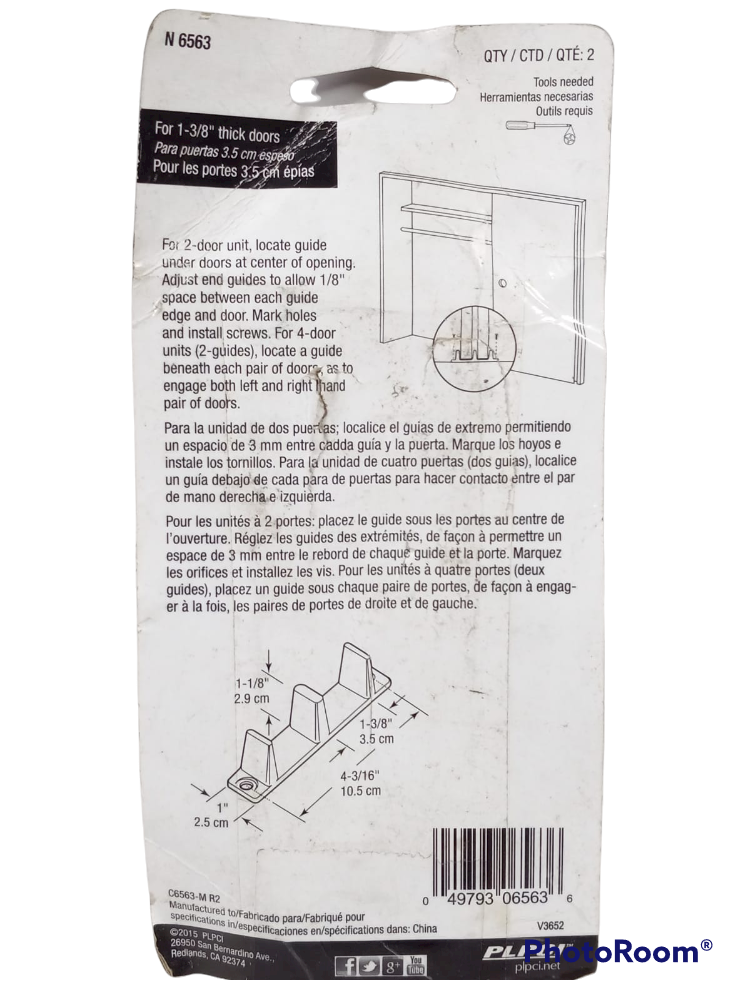 N 6563
QTY / CTD / QTÉ: 2
Tools needed
Herramientas necesarias
Outils requis
For 1-3/8" thick doors
Para puertas 3.5 cm espeso
Pour les portes 3.5 cm épias
For 2-door unit, locate guide
under doors at center of opening.
Adjust end guides to allow 1/8"
space between each guide
edge and door. Mark holes
and install screws. For 4-door
units (2-guides), locate a guide
beneath each pair of doors, as to
engage both left and right hand
pair of doors.
Para la unidad de dos puertas; localice el guias de extremo permitiendo
un espacio de 3 mm entre cadda guía y la puerta. Marque los hoyos e
instale los tornillos. Para la unidad de cuatro puertas (dos guias), localice
un guía debajo de cada para de puertas para hacer contacto entre el par
de mano derecha e izquierda.
Pour les unités à 2 portes: placez le guide sous les portes au centre de
l'ouverture. Réglez les guides des extrémités, de façon à permettre un
espace de 3 mm entre le rebord de chaque guide et la porte. Marquez
les orifices et installez les vis. Pour les unités à quatre portes (deux
guides), placez un guide sous chaque paire de portes, de façon à engag-
er à la fois, les paires de portes de droite et de gauche.
1-1/8"
2.9 cm
1-3/8"
3.5 cm
4-3/16"
10.5 cm
1"
2.5 cm
0 49793 06563 6
C6563-M R2
Manufactured to/Fabricado para/Fabriqué pour
specifications in/especificaciones en/spécifications dans: China
V3652
©2015 PLPCI
26950 San Bernardino Ave.,
Redlands, CA 92374
f g+ You Tube
plpci.net
PhotoRoom®